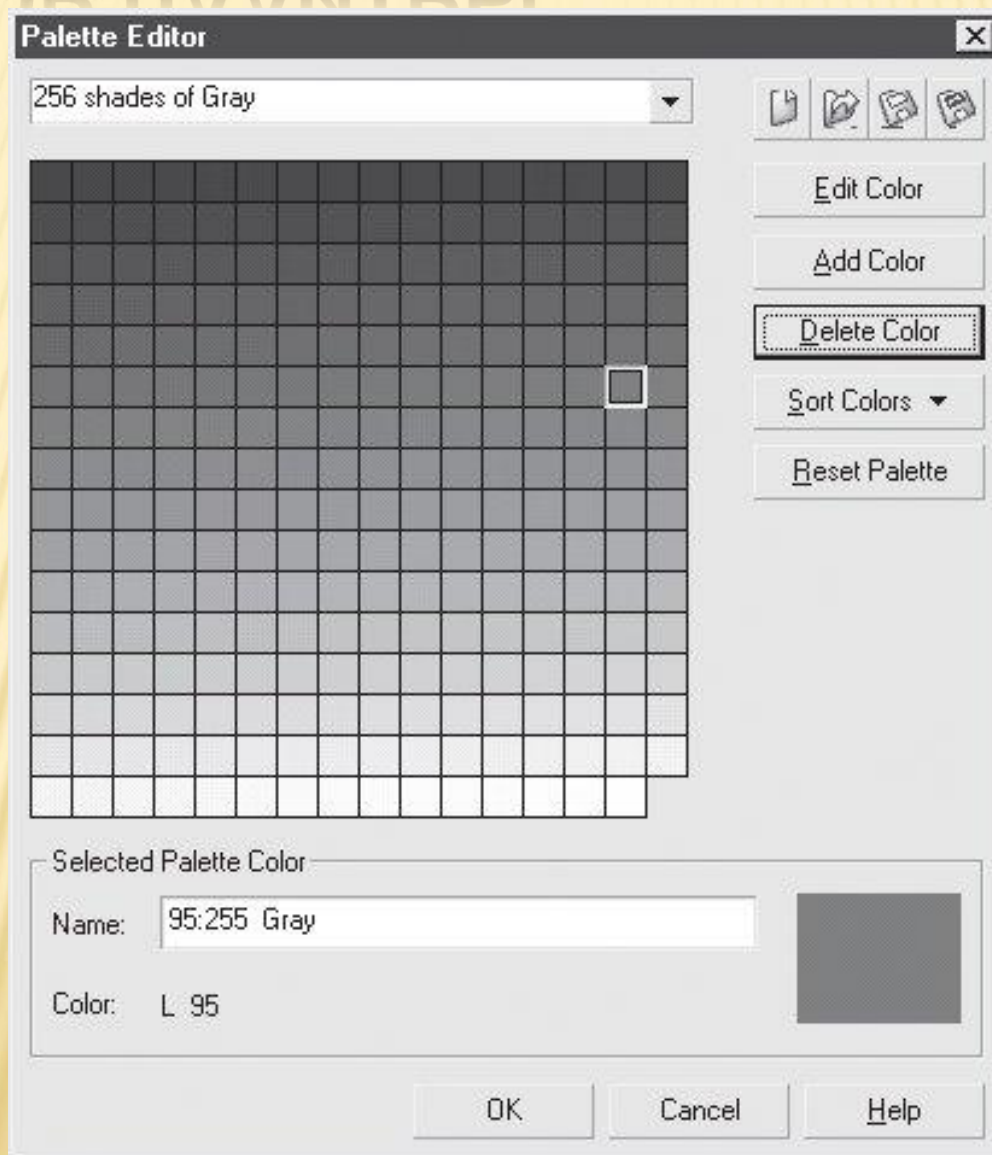 Palette Editor
256 shades of Gray
Edit Color
Add Color
Delete Color
Sort Colors
Reset Palette
Selected Palette Color
Name: 95:255 Gray
Color: L 95
OK Cancel Help